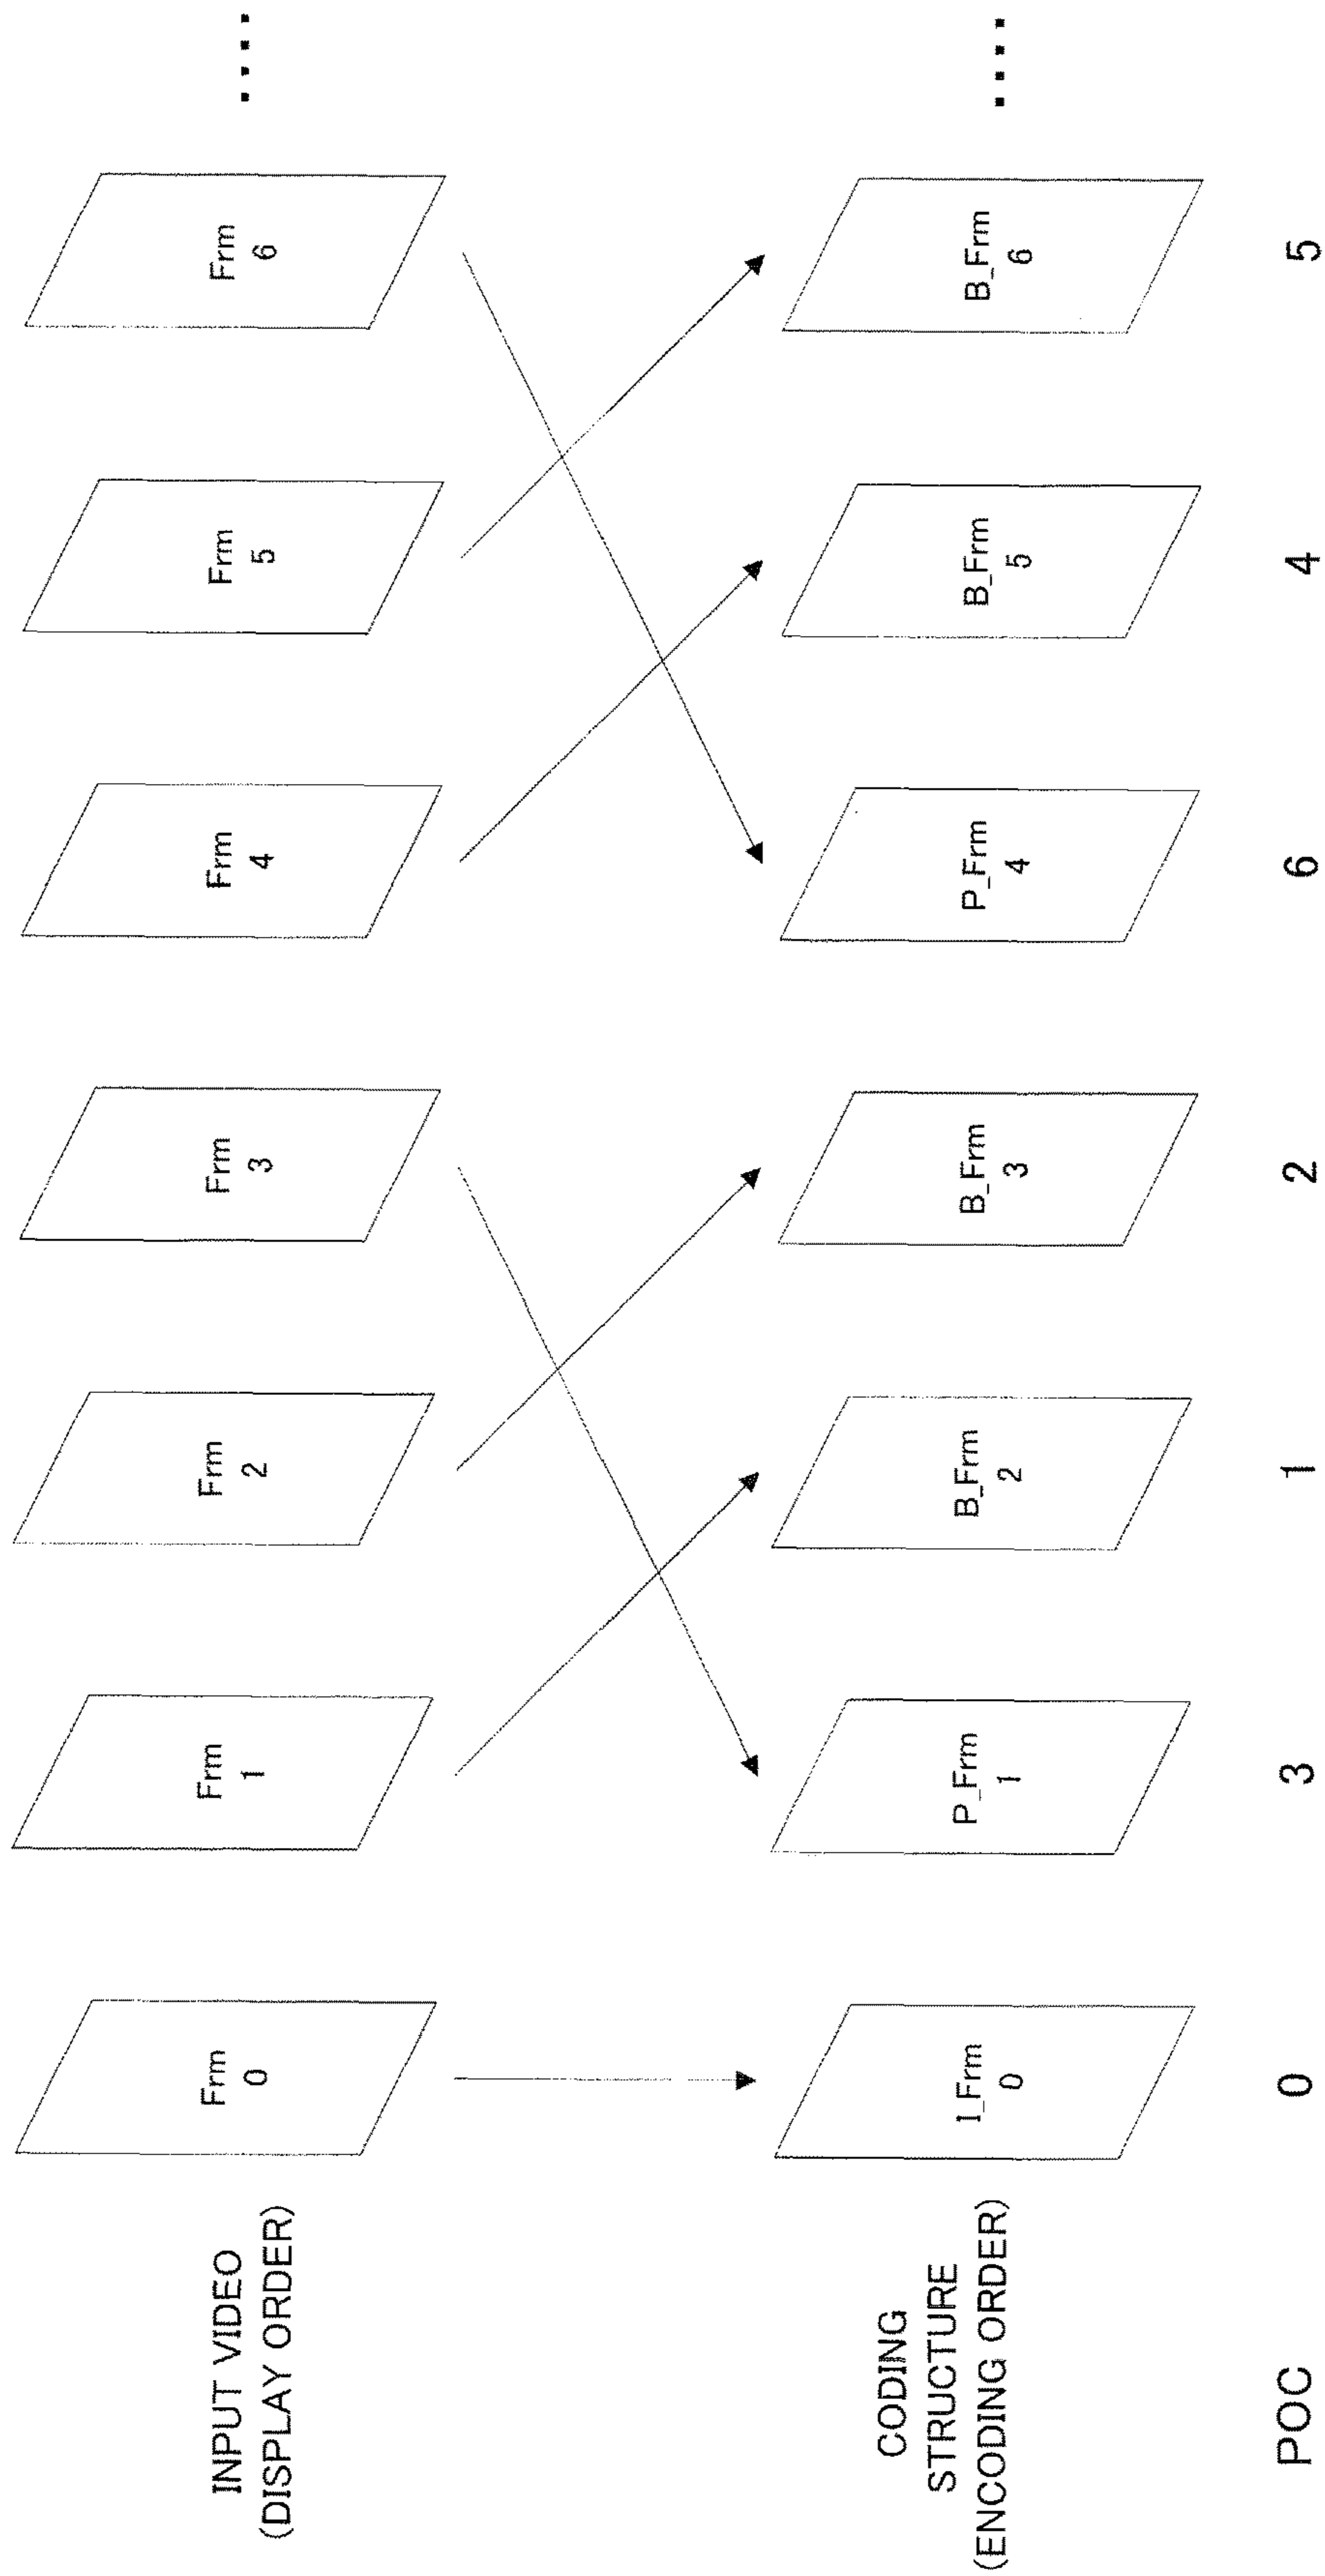 INPUT VIDEO
(DISPLAY ORDER)
Frm
0
Frm
1
Frm
2
Frm
3
Frm
4
Frm
5
Frm
6
CODING
STRUCTURE
(ENCODING ORDER)
I_Frm
0
P_Frm
1
B_Frm
2
B_Frm
3
P_Frm
4
B_Frm
5
B_Frm
6
POC 0 3 1 2 6 4 5